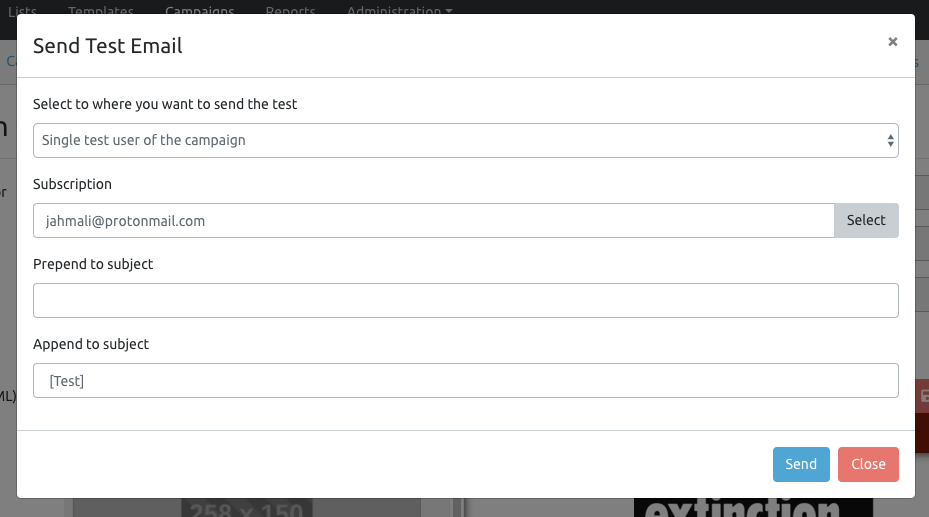 Lists Templates Campaigns Reports Administration
Send Test Email
×
Select to where you want to send the test
Single test user of the campaign
Subscription
jahmali@protonmail.com
Select
Prepend to subject
Append to subject
[Test]
ML)
Send
Close
258 x 150
extinction